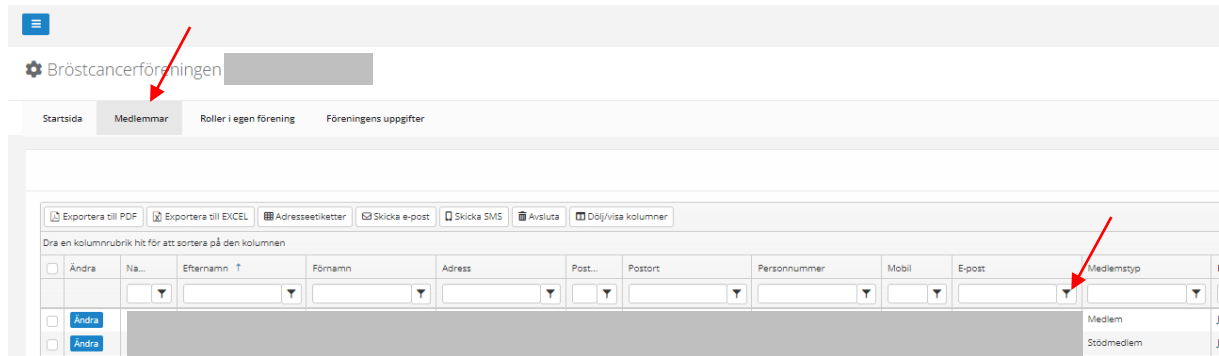 Bröstcancerföreningen
Startsida Medlemmar Roller i egen förening Föreningens uppgifter
Exportera till PDF Exportera till EXCEL Adresseetiketter Skicka e-post Skicka SMS Avsluta Dölj/visa kolumner
Dra en kolumnrubrik hit för att sortera på den kolumnen
Ändra Na... Efternamn ↑ Förnamn Adress Post... Postort Personnummer Mobil E-post Medlemstyp
Ändra Medlem
Ändra Stödmedlem